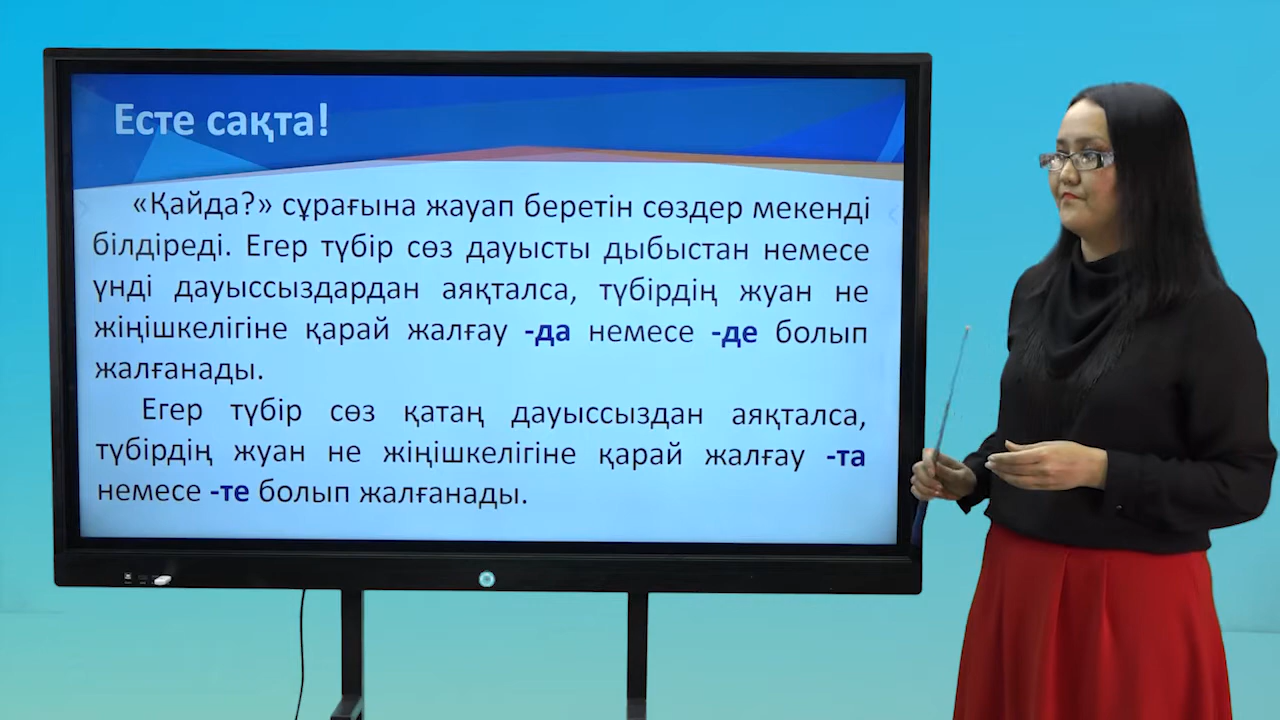 Есте сақта!
«Қайда?» сұрағына жауап беретін сөздер мекенді
білдіреді. Егер түбір сөз дауысты дыбыстан немесе
үнді дауыссыздардан аяқталса, түбірдің жуан не
жіңішкелігіне қарай жалғау -да немесе -де болып
жалғанады.
Егер түбір сөз қатаң дауыссыздан аяқталса,
түбірдің жуан не жіңішкелігіне қарай жалғау -та
немесе -те болып жалғанады.